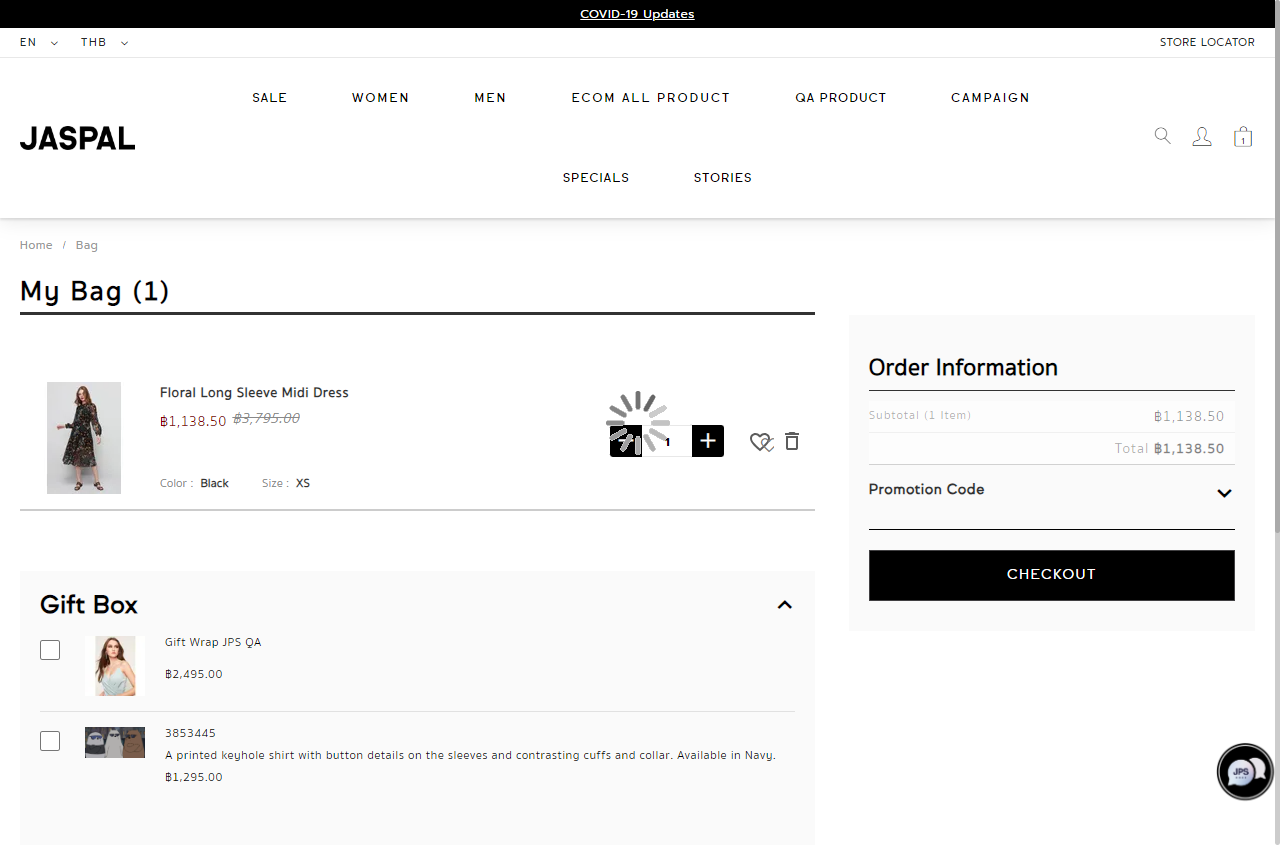 COVID-19 Updates
EN THB STORE LOCATOR
SALE WOMEN MEN ECOM ALL PRODUCT QA PRODUCT CAMPAIGN
JASPAL
1
SPECIALS STORIES
Home / Bag
My Bag (1)
Floral Long Sleeve Midi Dress
฿1,138.50 ฿3,795.00
1
Color : Black Size : XS
Order Information
Subtotal (1 Item) ฿1,138.50
Total ฿1,138.50
Promotion Code
CHECKOUT
Gift Box
Gift Wrap JPS QA
฿2,495.00
3853445
A printed keyhole shirt with button details on the sleeves and contrasting cuffs and collar. Available in Navy.
฿1,295.00
JPS